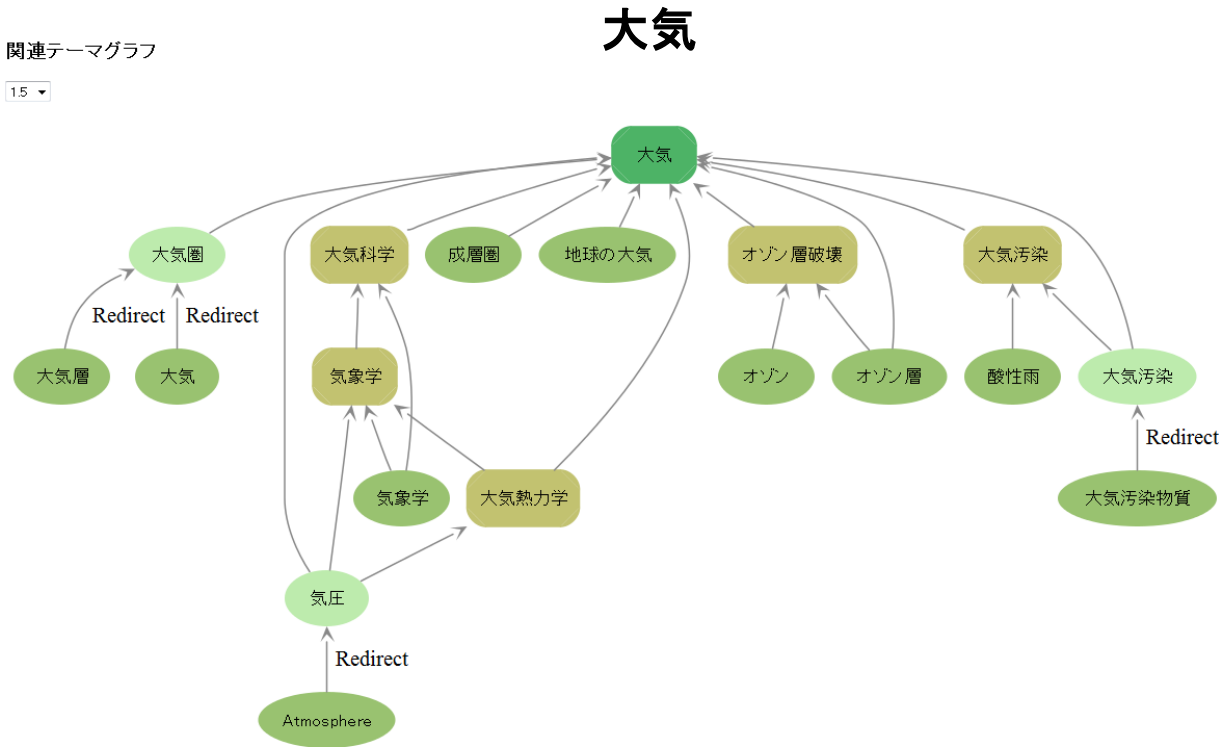 大気
関連テーマグラフ
1.5
大気
大気圏
大気科学
成層圏
地球の大気
オゾン層破壊
大気汚染
Redirect
Redirect
大気層
大気
気象学
オゾン
オゾン層
酸性雨
大気汚染
Redirect
気象学
大気熱力学
大気汚染物質
気圧
Redirect
Atmosphere